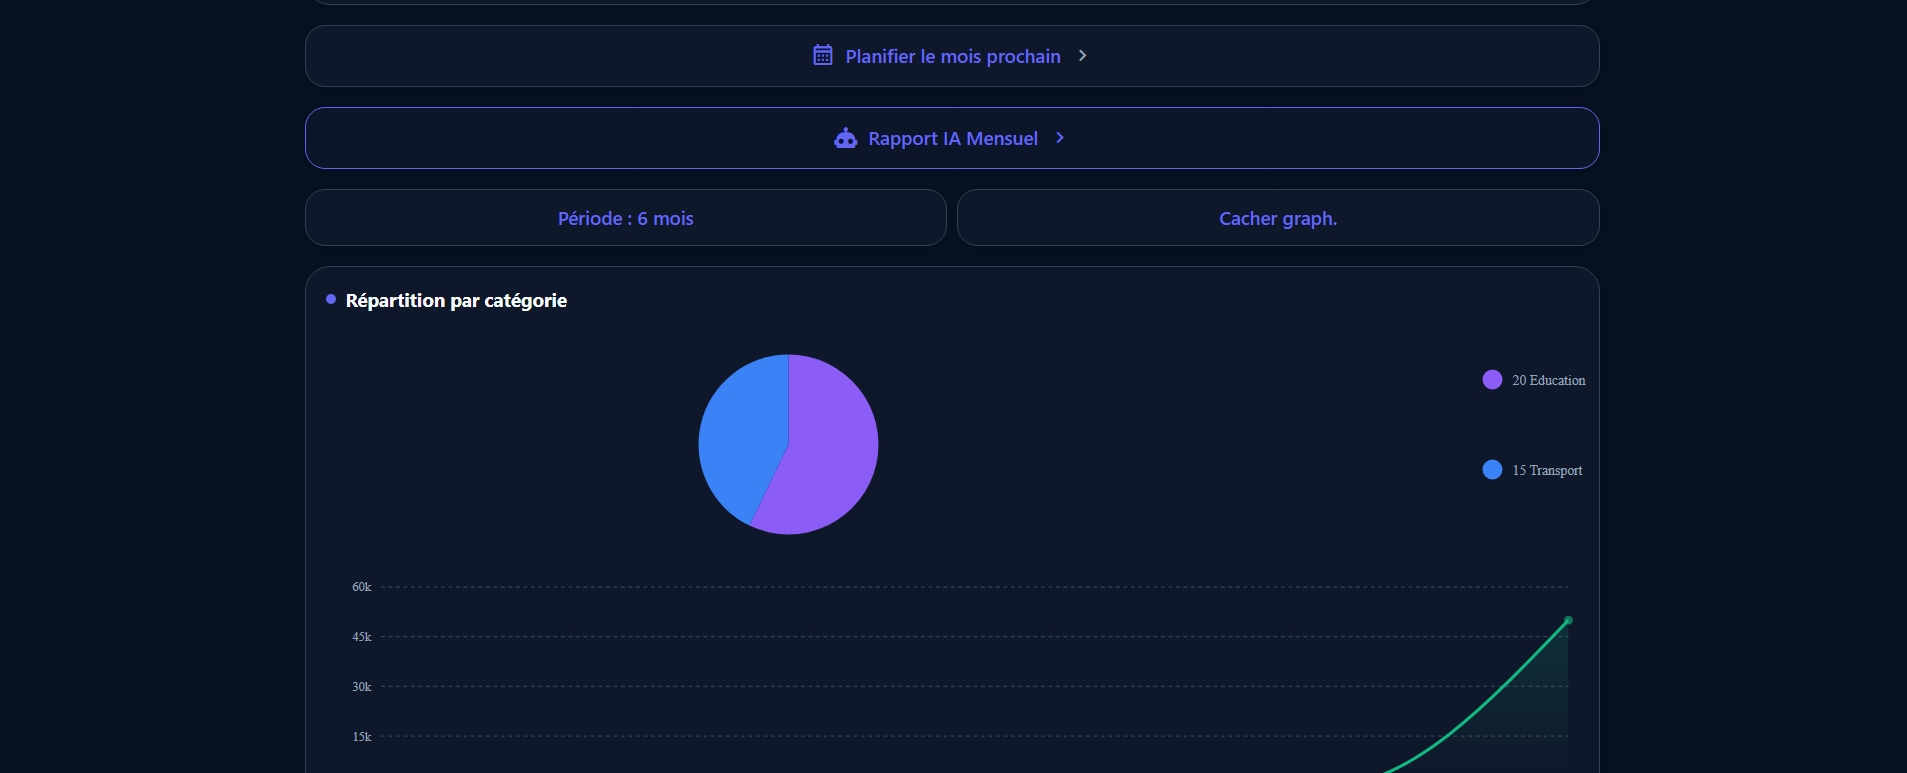 Planifier le mois prochain
Rapport IA Mensuel
Période : 6 mois
Cacher graph.
Répartition par catégorie
20 Education
15 Transport
60k
45k
30k
15k